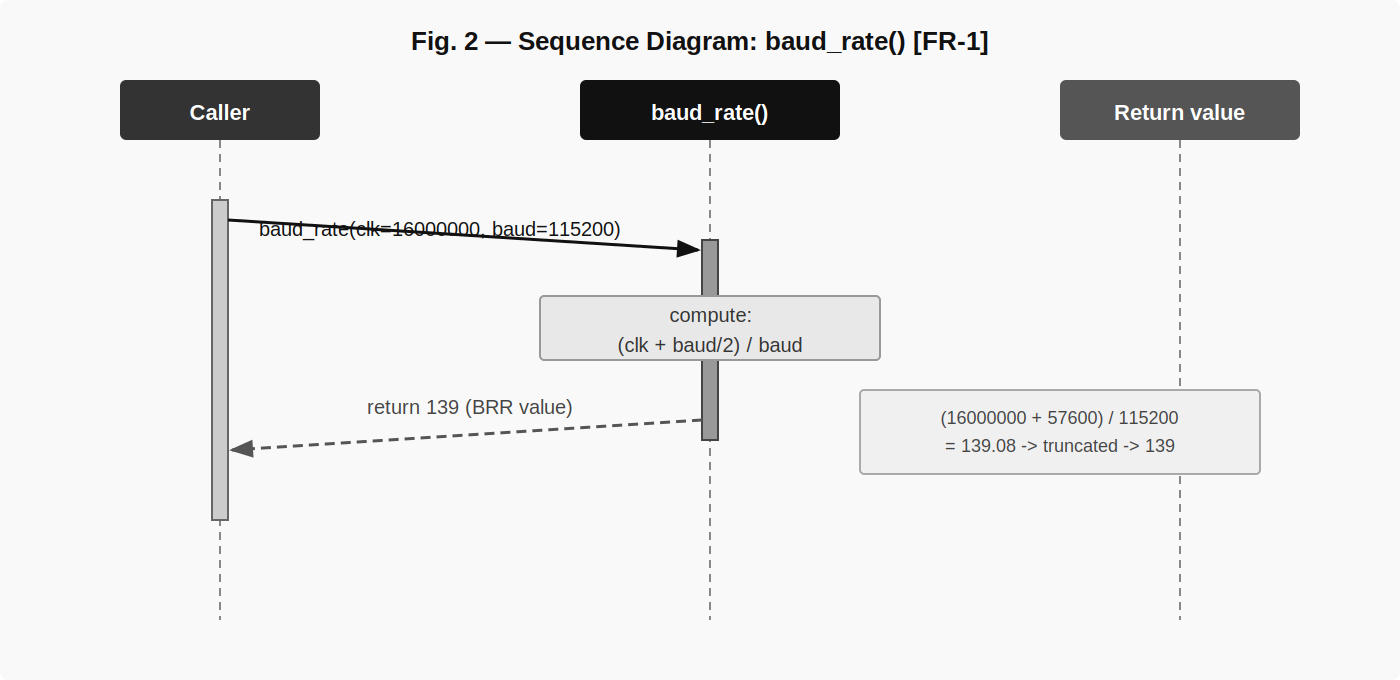 Fig. 2 — Sequence Diagram: baud_rate() [FR-1]
Caller
baud_rate()
Return value
baud_rate(clk=16000000, baud=115200)
compute:
(clk + baud/2) / baud
return 139 (BRR value)
(16000000 + 57600) / 115200
= 139.08 -> truncated -> 139